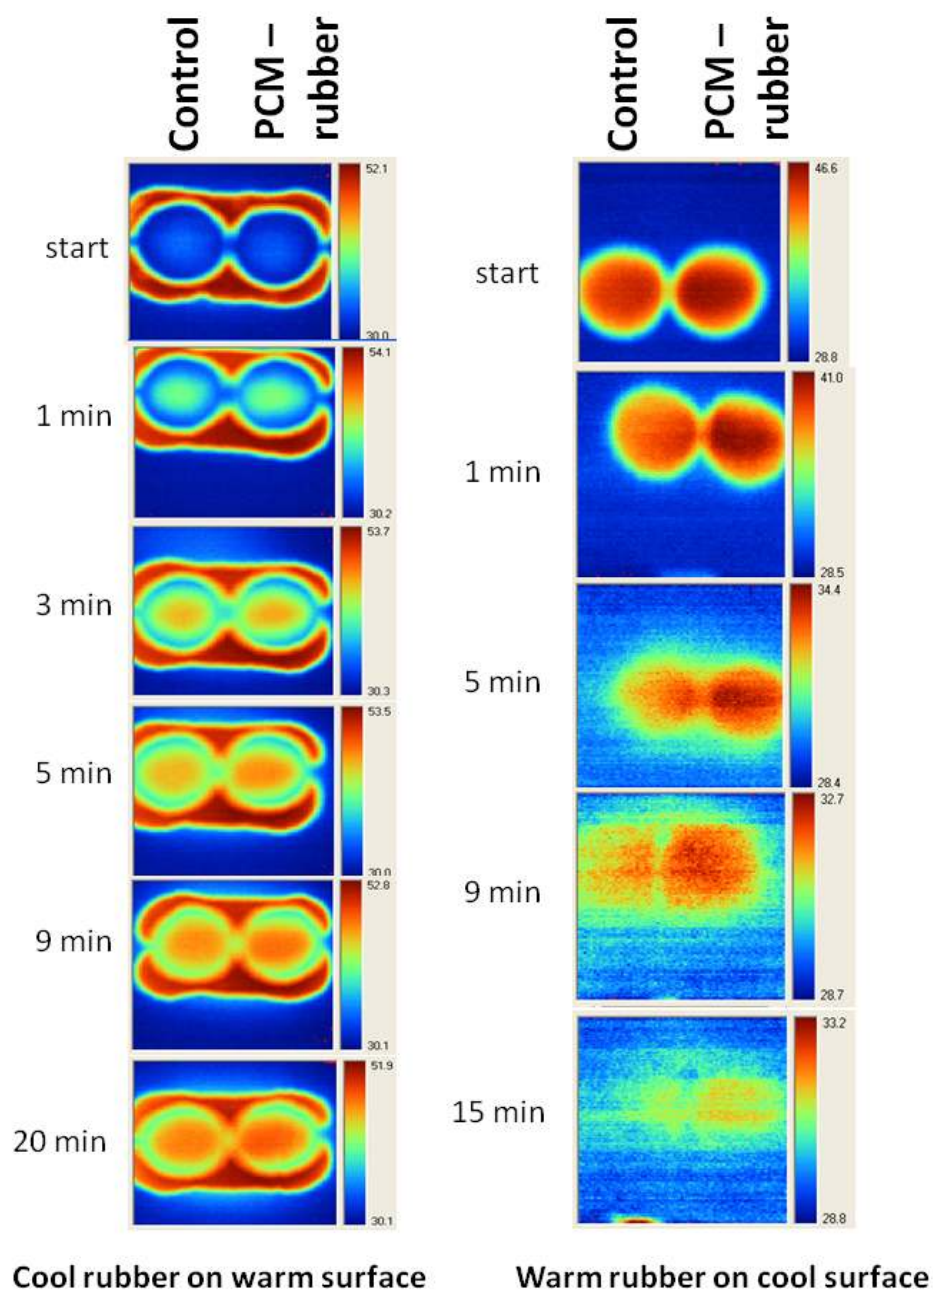 Control
PCM –
rubber
start
52.1
30.0
1 min
54.1
30.2
3 min
53.7
30.3
5 min
53.5
30.0
9 min
52.8
30.1
20 min
51.9
30.1
Cool rubber on warm surface
Control
PCM –
rubber
start
46.6
28.8
1 min
41.0
28.5
5 min
34.4
28.4
9 min
32.7
28.7
15 min
33.2
28.8
Warm rubber on cool surface